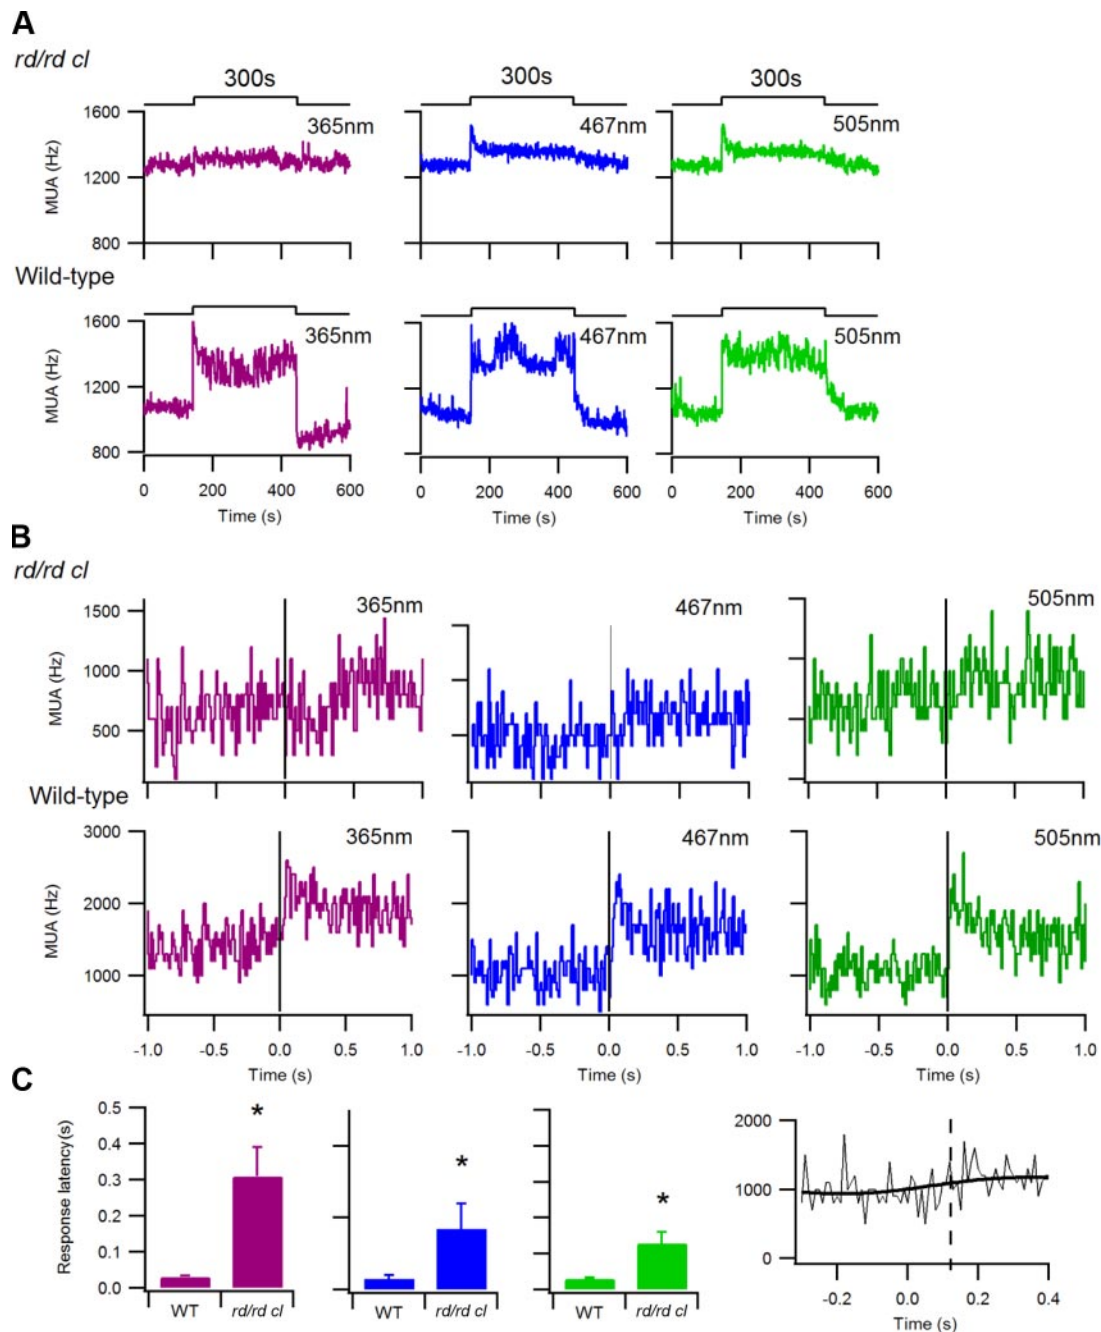 A
rd/rd cl
300s 300s 300s
1600 365nm 467nm 505nm
MUA (Hz)
1200
800
Wild-type
1600 365nm 467nm 505nm
MUA (Hz)
1200
800
0 200 400 600 0 200 400 600 0 200 400 600
Time (s) Time (s) Time (s)
B
rd/rd cl
365nm 467nm 505nm
1500
MUA (Hz)
1000
500
Wild-type
3000 365nm 467nm 505nm
MUA (Hz)
2000
1000
-1.0 -0.5 0.0 0.5 1.0 -1.0 -0.5 0.0 0.5 1.0 -1.0 -0.5 0.0 0.5 1.0
Time (s) Time (s) Time (s)
C
Response latency(s)
0.5 * * *
0.4
0.3
0.2
0.1
0.0
WT rd/rd cl WT rd/rd cl WT rd/rd cl
2000
1000
0
-0.2 0.0 0.2 0.4
Time (s)